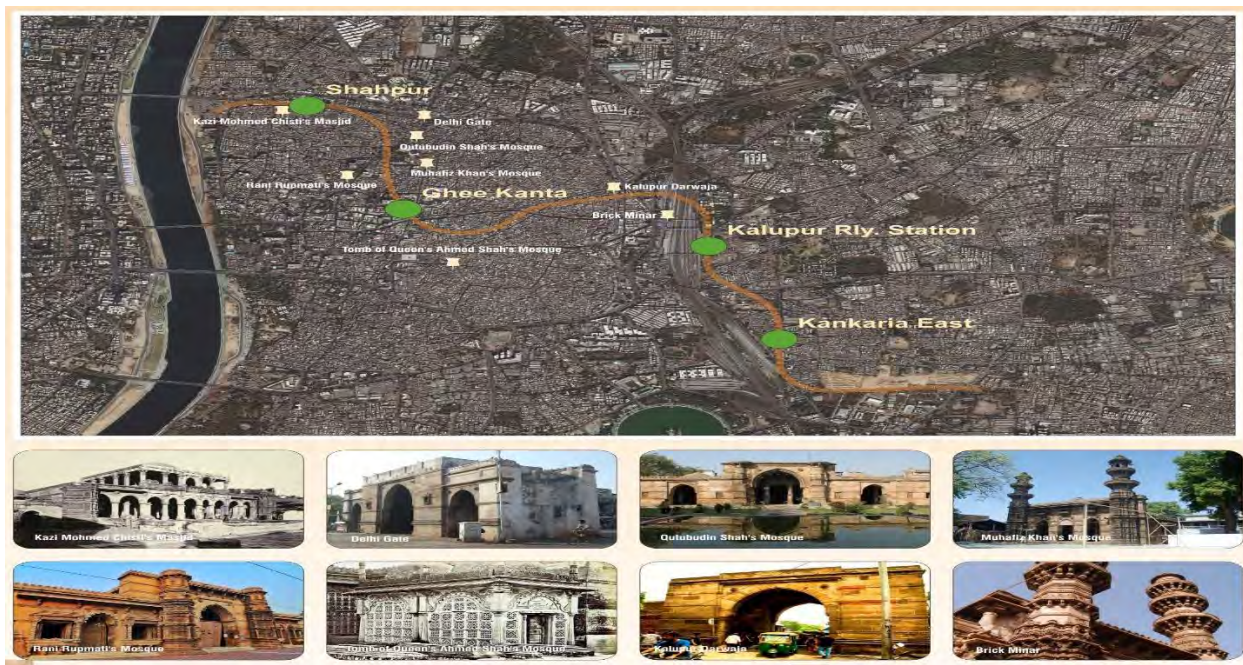 Shahpur
Kazi Mohmed Chisti's Masjid
Delhi Gate
Qutubudin Shah's Mosque
Muhafiz Khan's Mosque
Rani Rupmati's Mosque
Ghee Kanta
Kalupur Darwaja
Brick Minar
Kalupur Rly. Station
Tomb of Queen's Ahmed Shah's Mosque
Kankaria East
Kazi Mohmed Chisti's Masjid
Delhi Gate
Qutubudin Shah's Mosque
Muhafiz Khan's Mosque
Rani Rupmati's Mosque
Tomb of Queen's Ahmed Shah's Mosque
Kalupur Darwaja
Brick Minar